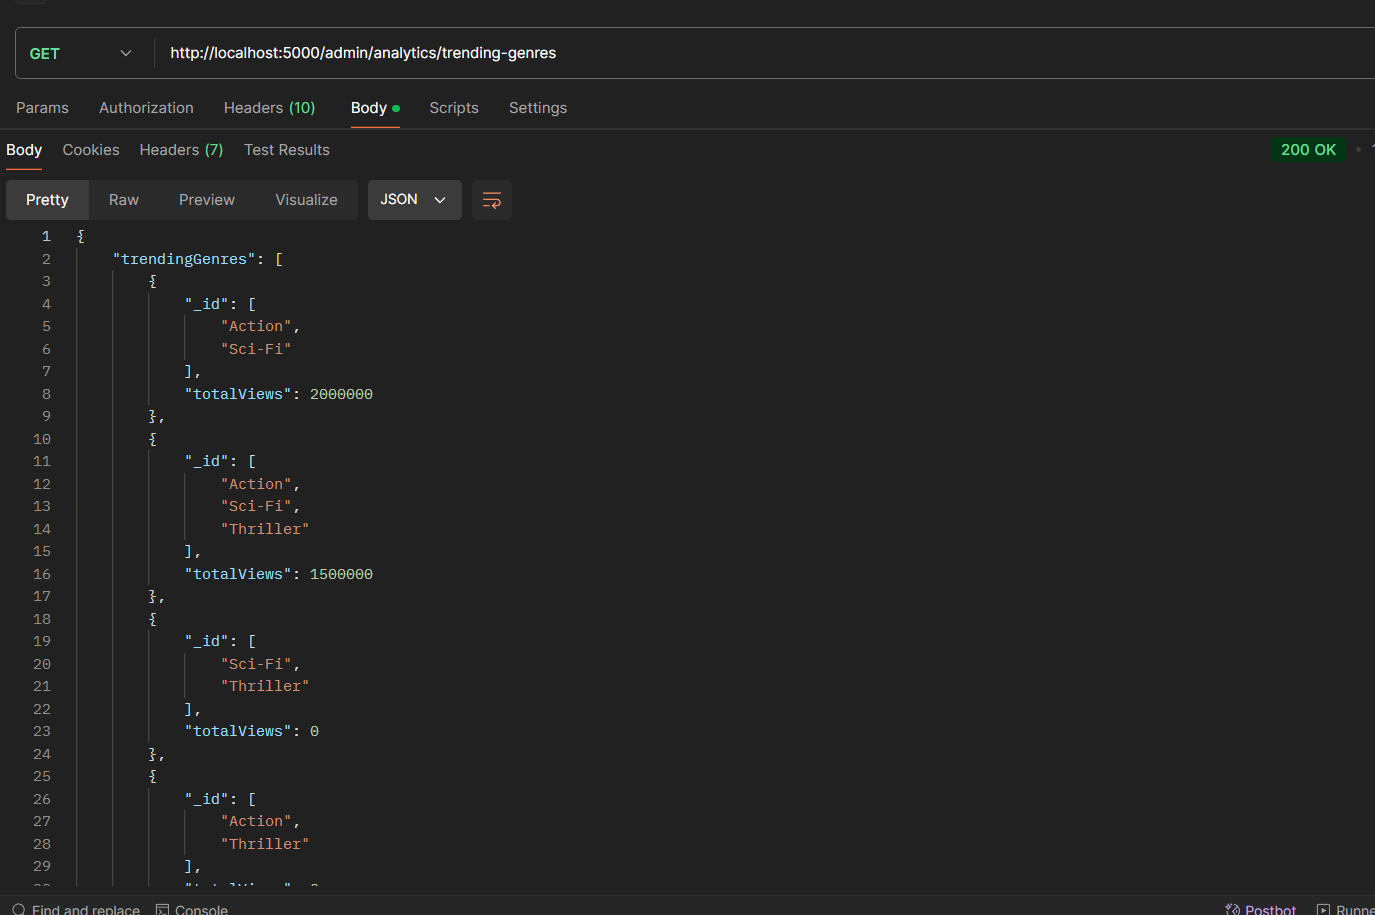 GET http://localhost:5000/admin/analytics/trending-genres
Params Authorization Headers (10) Body Scripts Settings
Body Cookies Headers (7) Test Results 200 OK
Pretty Raw Preview Visualize JSON
1 {
2 "trendingGenres": [
3 {
4 "_id": [
5 "Action",
6 "Sci-Fi"
7 ],
8 "totalViews": 2000000
9 },
10 {
11 "_id": [
12 "Action",
13 "Sci-Fi",
14 "Thriller"
15 ],
16 "totalViews": 1500000
17 },
18 {
19 "_id": [
20 "Sci-Fi",
21 "Thriller"
22 ],
23 "totalViews": 0
24 },
25 {
26 "_id": [
27 "Action",
28 "Thriller"
29 ],
Find and replace Console Postbot Runne